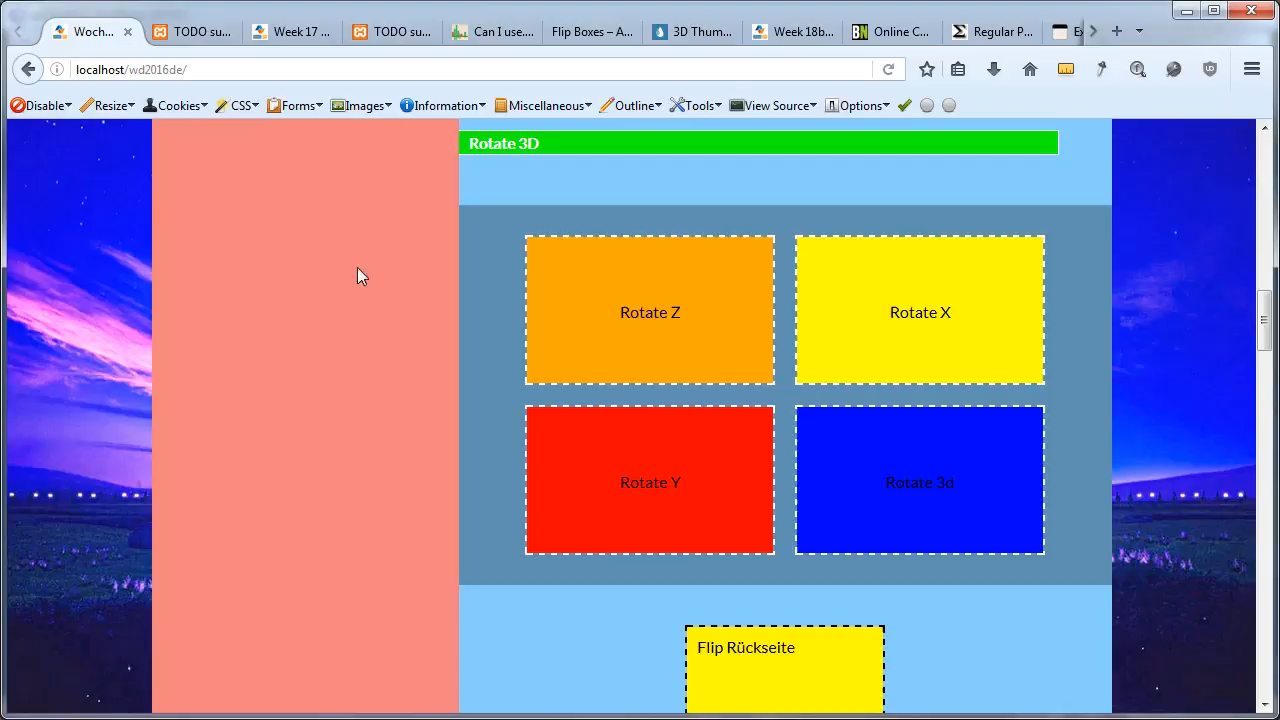 Woch...
TODO su...
Week 17 ...
TODO su...
Can I use....
Flip Boxes – A...
3D Thum...
Week 18b...
BN Online C...
Regular P...
localhost/wd2016de/
Disable
Resize
Cookies
CSS
Forms
Images
Information
Miscellaneous
Outline
Tools
View Source
Options
Rotate 3D
Rotate Z
Rotate X
Rotate Y
Rotate 3d
Flip Rückseite